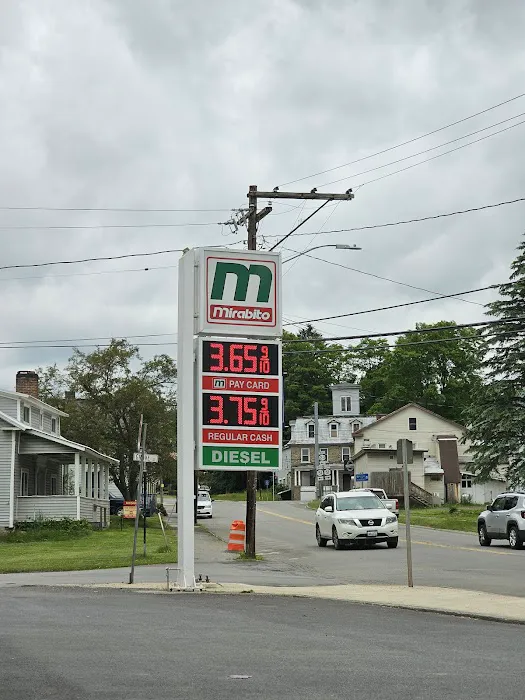 m
mirabito
3.65 9/10
m PAY CARD
3.75 9/10
REGULAR CASH
DIESEL